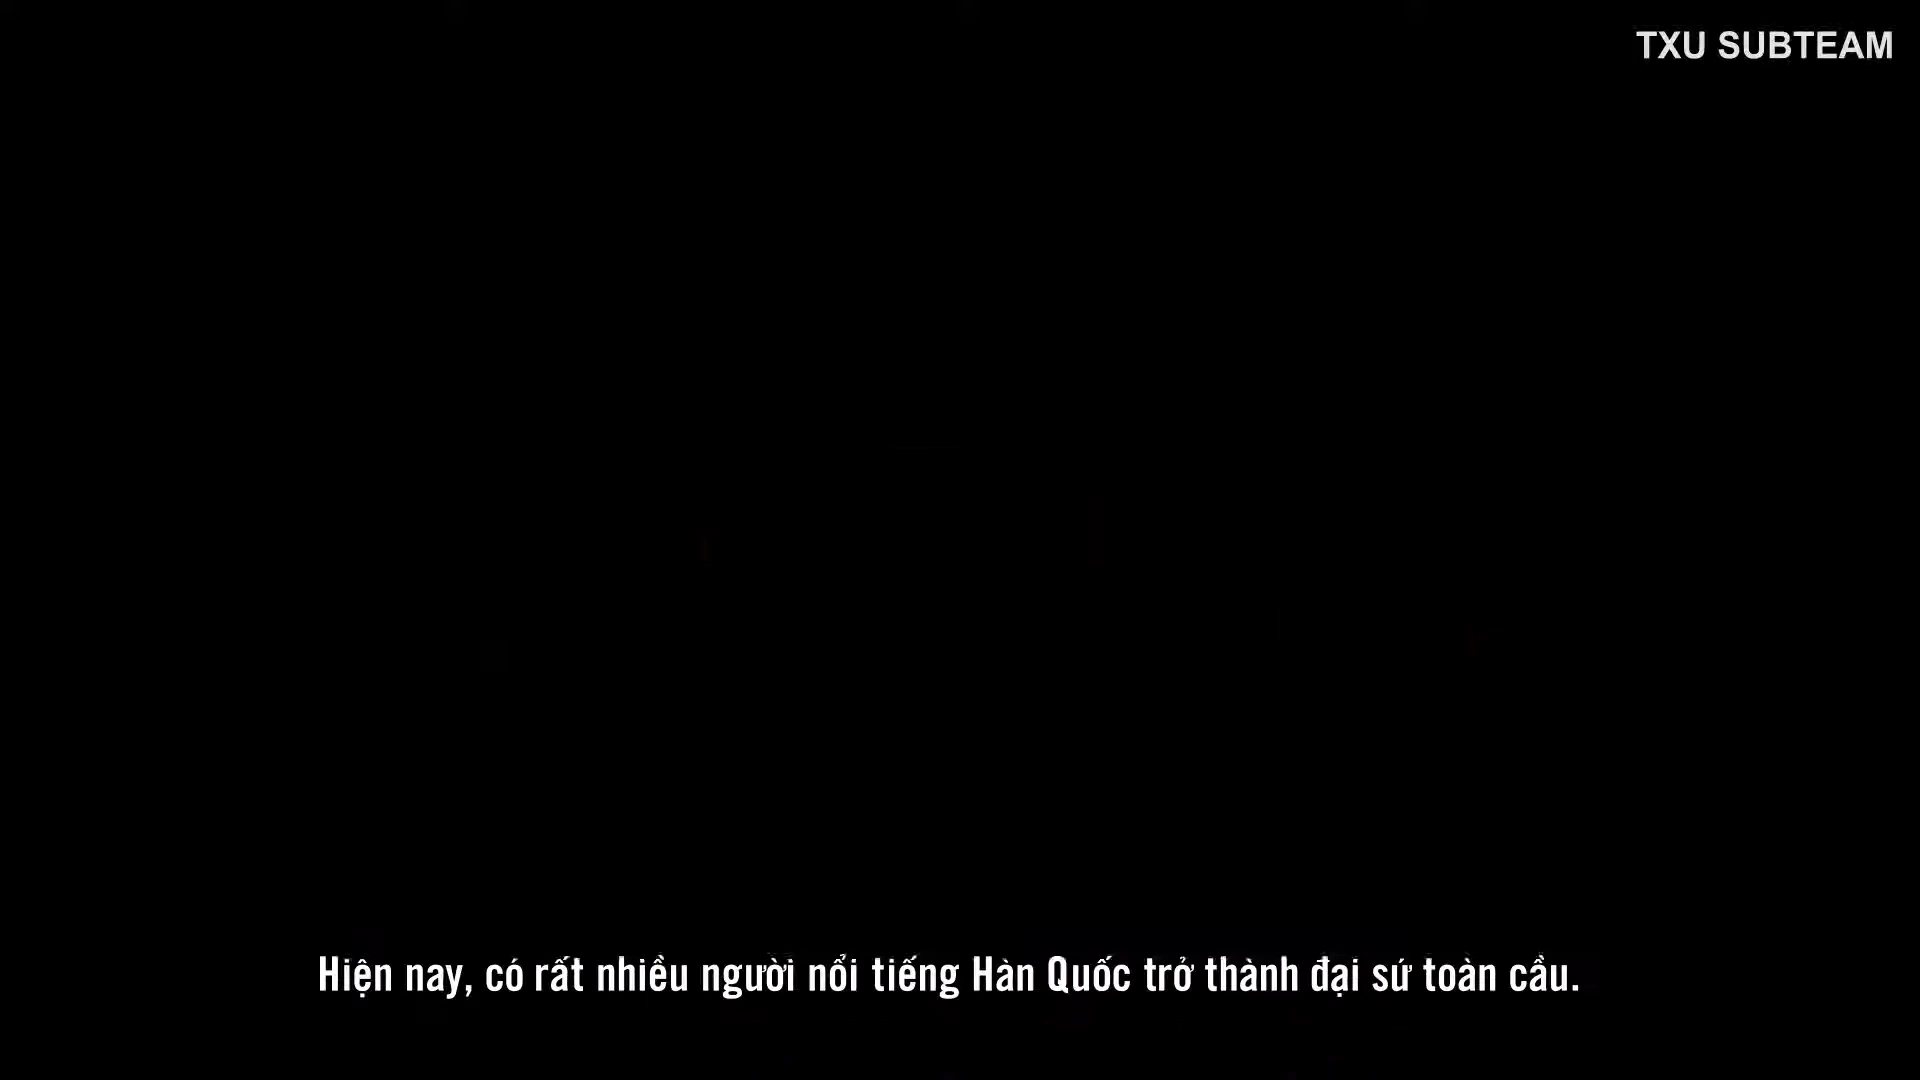 TXU SUBTEAM
Hiện nay, có rất nhiều người nổi tiếng Hàn Quốc trở thành đại sứ toàn cầu.